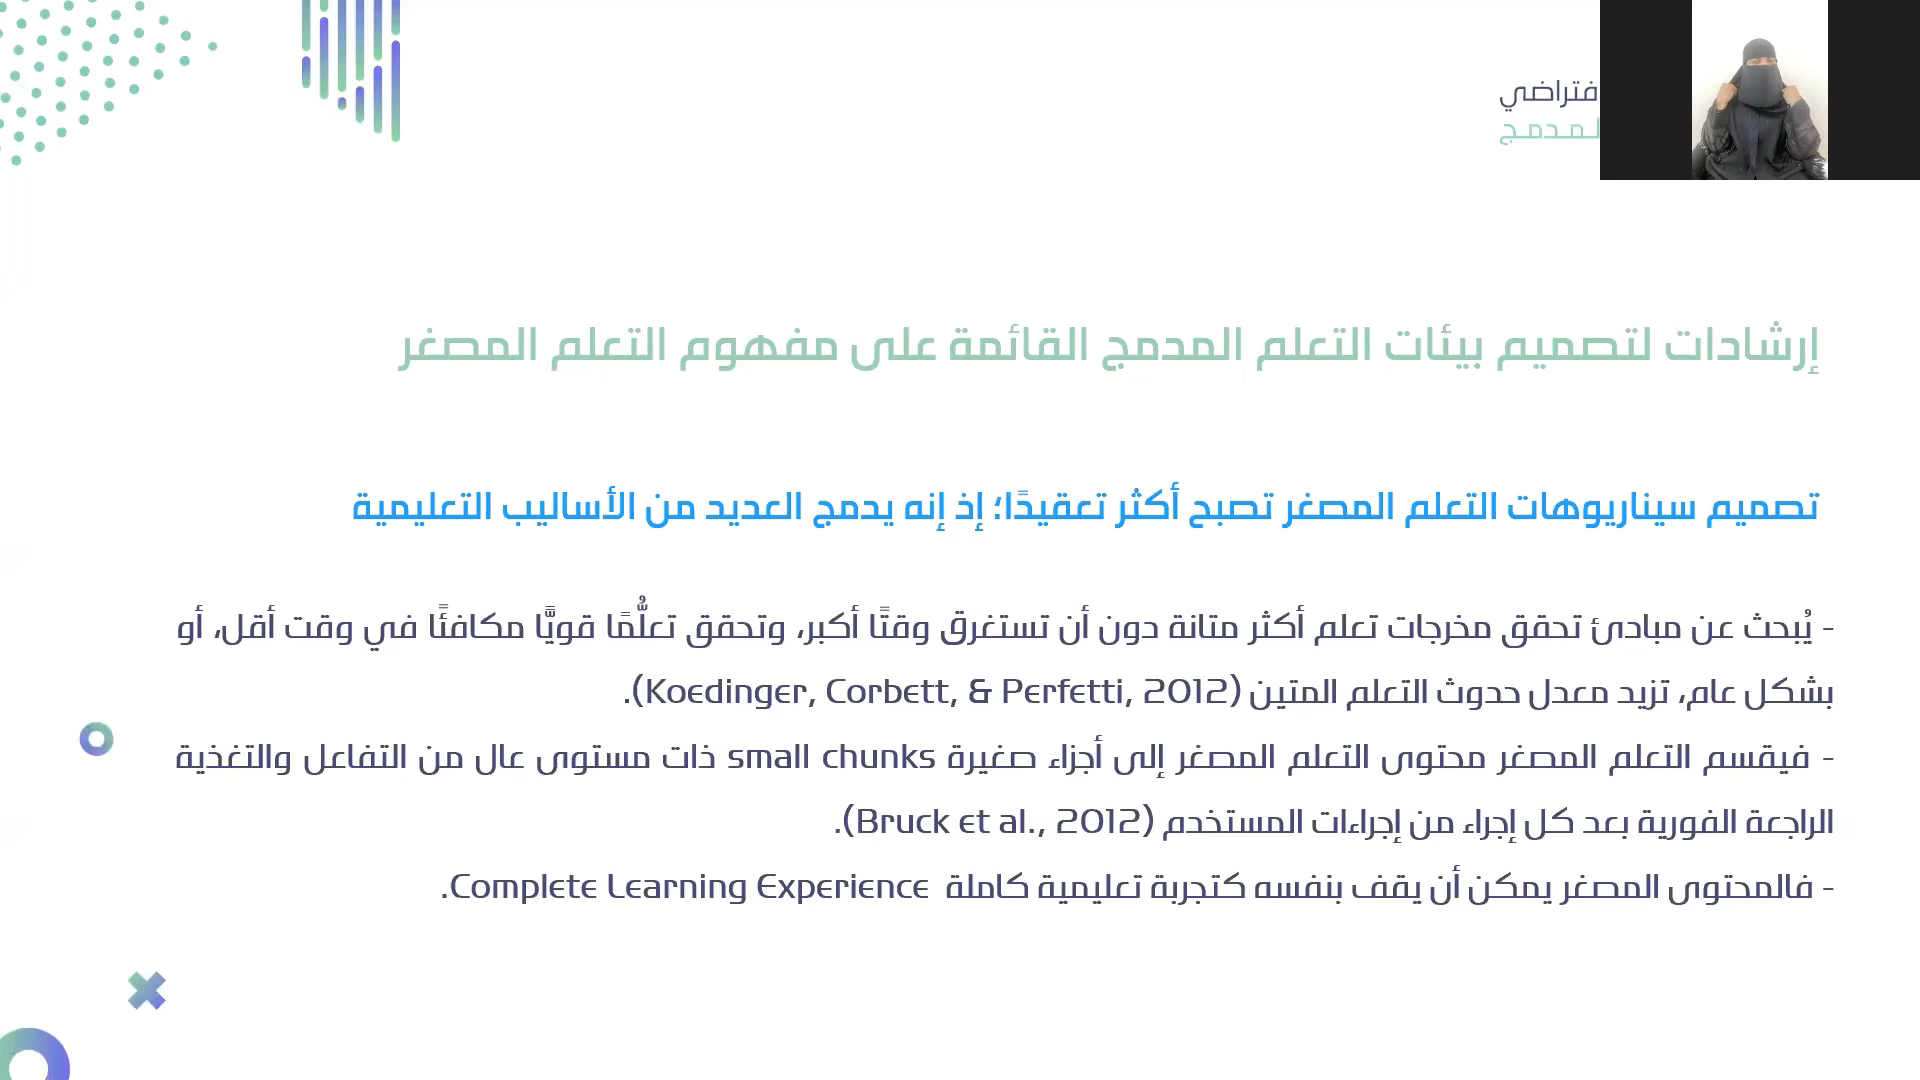 فتراضي
لـمـدمـج
إرشادات لتصميم بيئات التعلم المدمج القائمة على مفهوم التعلم المصغر
تصميم سيناريوهات التعلم المصغر تصبح أكثر تعقيدًا؛ إذ إنه يدمج العديد من الأساليب التعليمية
- يُبحث عن مبادئ تحقق مخرجات تعلم أكثر متانة دون أن تستغرق وقتًا أكبر، وتحقق تعلُّمًا قويًّا مكافئًا في وقت أقل، أو
بشكل عام، تزيد معدل حدوث التعلم المتين (Koedinger, Corbett, & Perfetti, 2012).
- فيقسم التعلم المصغر محتوى التعلم المصغر إلى أجزاء صغيرة small chunks ذات مستوى عال من التفاعل والتغذية
الراجعة الفورية بعد كل إجراء من إجراءات المستخدم (Bruck et al., 2012).
- فالمحتوى المصغر يمكن أن يقف بنفسه كتجربة تعليمية كاملة Complete Learning Experience.